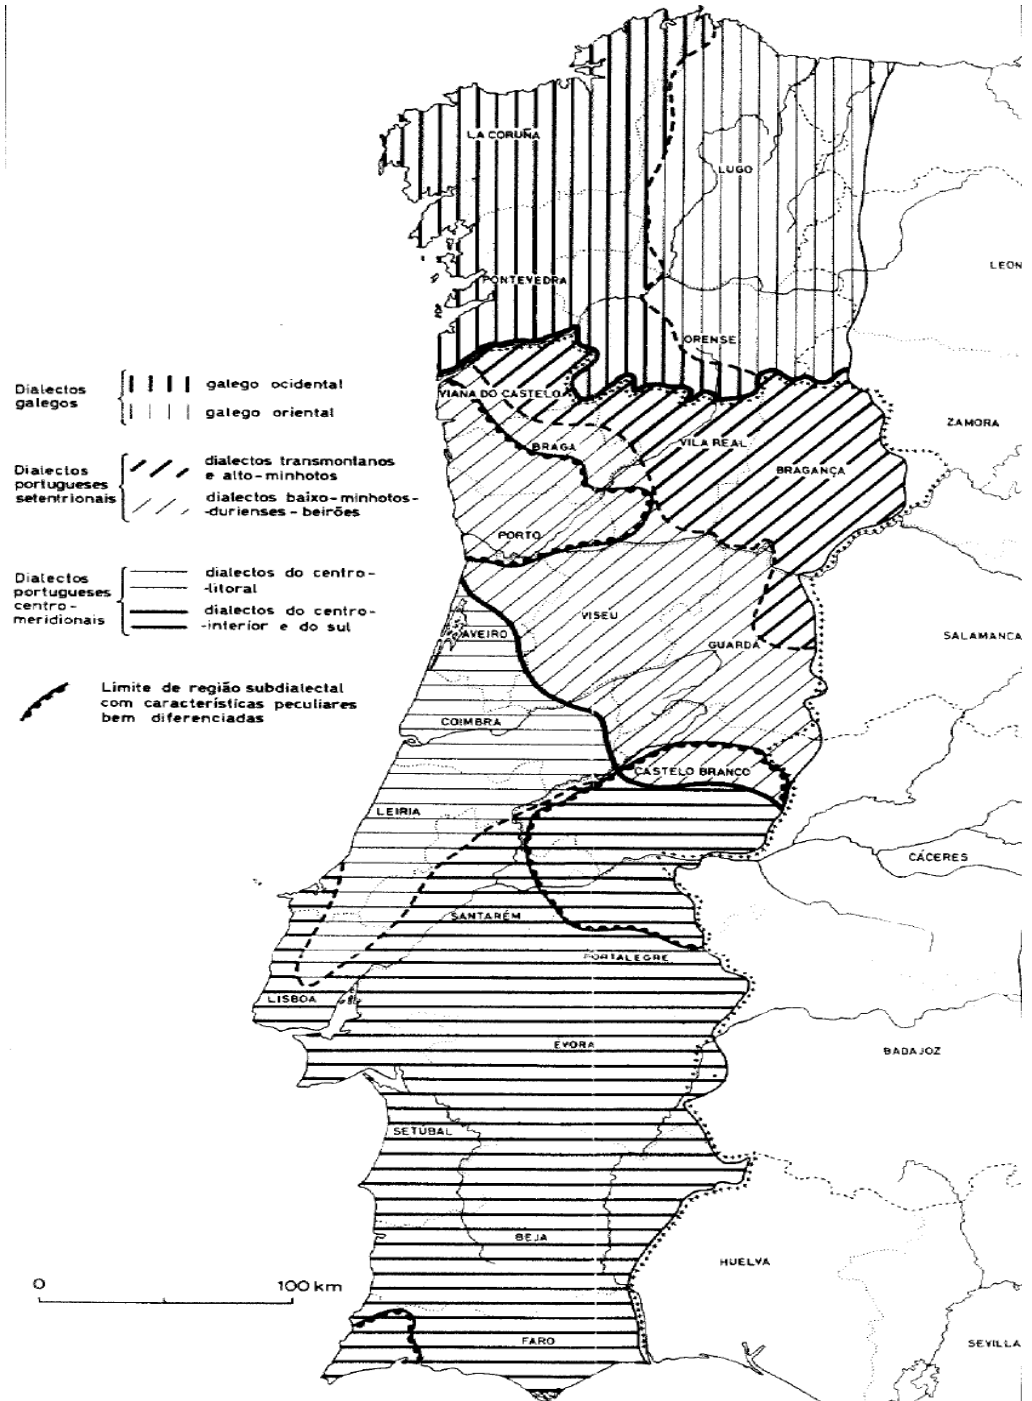 LA CORUÑA
LUGO
LEON
PONTEVEDRA
ORENSE
Dialectos
galegos
galego ocidental
galego oriental
VIANA DO CASTELO
ZAMORA
BRAGA
VILA REAL
BRAGANÇA
Dialectos
portugueses
setentrionais
dialectos transmontanos
e alto-minhotos
dialectos baixo-minhotos-
-durienses-beirões
PORTO
Dialectos
portugueses
centro-
meridionais
dialectos do centro-
-litoral
dialectos do centro-
-interior e do sul
VISEU
AVEIRO
GUARDA
SALAMANCA
Limite de região subdialectal
com características peculiares
bem diferenciadas
COIMBRA
CASTELO BRANCO
LEIRIA
CÁCERES
SANTARÉM
PORTALEGRE
LISBOA
EVORA
BADAJOZ
SETÚBAL
BEJA
HUELVA
0 100 km
FARO
SEVILLA